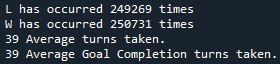 L has occurred 249269 times
W has occurred 250731 times
39 Average turns taken.
39 Average Goal Completion turns taken.